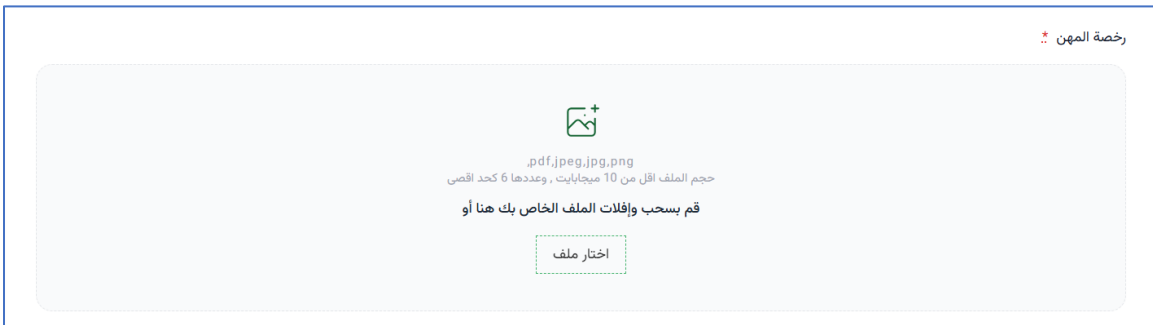 رخصة المهن *
pdf,jpeg,jpg,png,
حجم الملف اقل من 10 ميجابايت , وعددها 6 كحد اقصى
قم بسحب وإفلات الملف الخاص بك هنا أو
اختار ملف